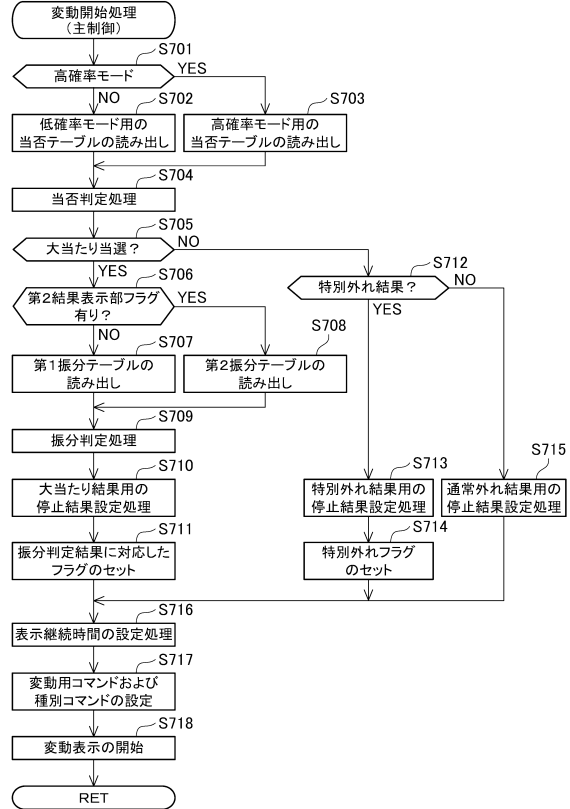 変動開始処理
(主制御)
S701
高確率モード
YES
NO
S702
低確率モード用の
当否テーブルの読み出し
S703
高確率モード用の
当否テーブルの読み出し
S704
当否判定処理
S705
大当たり当選?
NO
YES
S706
第2結果表示部フラグ
有り?
YES
NO
S707
第1振分テーブルの
読み出し
S708
第2振分テーブルの
読み出し
S709
振分判定処理
S710
大当たり結果用の
停止結果設定処理
S711
振分判定結果に対応した
フラグのセット
S712
特別外れ結果?
NO
YES
S713
特別外れ結果用の
停止結果設定処理
S714
特別外れフラグ
のセット
S715
通常外れ結果用の
停止結果設定処理
S716
表示継続時間の設定処理
S717
変動用コマンドおよび
種別コマンドの設定
S718
変動表示の開始
RET